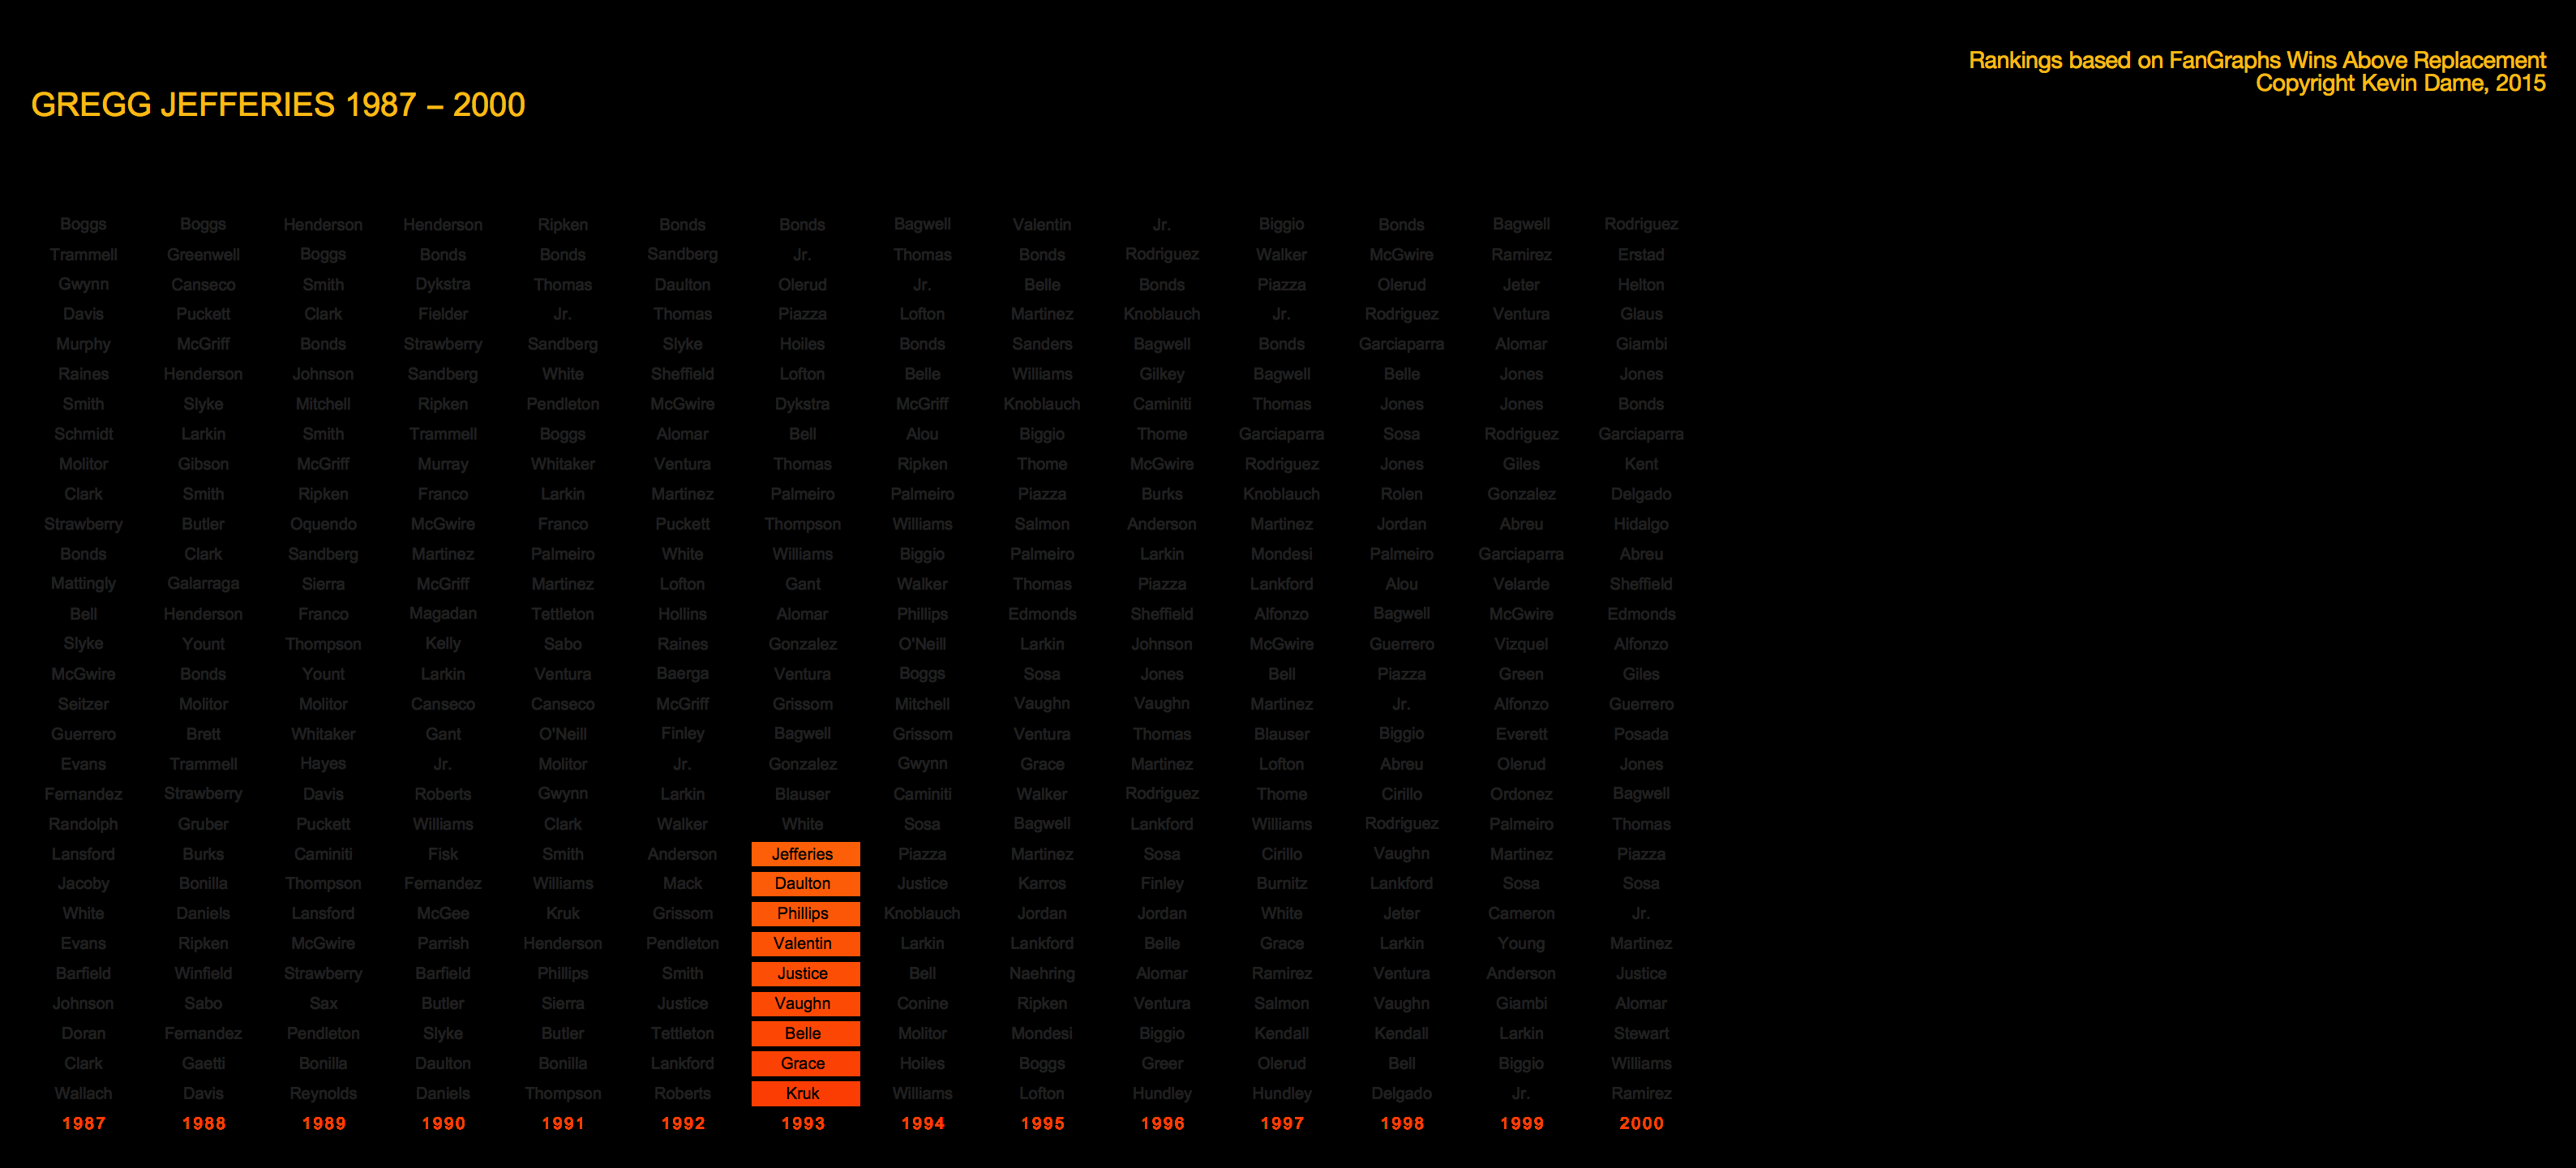 Rankings based on FanGraphs Wins Above Replacement
Copyright Kevin Dame, 2015
GREGG JEFFERIES 1987 – 2000
Boggs Boggs Henderson Henderson Ripken Bonds Bonds Bagwell Valentin Jr. Biggio Bonds Bagwell Rodriguez
Trammell Greenwell Boggs Bonds Bonds Sandberg Jr. Thomas Bonds Rodriguez Walker McGwire Ramirez Erstad
Gwynn Canseco Smith Dykstra Thomas Daulton Olerud Jr. Belle Bonds Piazza Olerud Jeter Helton
Davis Puckett Clark Fielder Jr. Thomas Piazza Lofton Martinez Knoblauch Jr. Rodriguez Ventura Glaus
Murphy McGriff Bonds Strawberry Sandberg Slyke Hoiles Bonds Sanders Bagwell Bonds Garciaparra Alomar Giambi
Raines Henderson Johnson Sandberg White Sheffield Lofton Belle Williams Gilkey Bagwell Belle Jones Jones
Smith Slyke Mitchell Ripken Pendleton McGwire Dykstra McGriff Knoblauch Caminiti Thomas Jones Jones Bonds
Schmidt Larkin Smith Trammell Boggs Alomar Bell Alou Biggio Thome Garciaparra Sosa Rodriguez Garciaparra
Molitor Gibson McGriff Murray Whitaker Ventura Thomas Ripken Thome McGwire Rodriguez Jones Giles Kent
Clark Smith Ripken Franco Larkin Martinez Palmeiro Palmeiro Piazza Burks Knoblauch Rolen Gonzalez Delgado
Strawberry Butler Oquendo McGwire Franco Puckett Thompson Williams Salmon Anderson Martinez Jordan Abreu Hidalgo
Bonds Clark Sandberg Martinez Palmeiro White Williams Biggio Palmeiro Larkin Mondesi Palmeiro Garciaparra Abreu
Mattingly Galarraga Sierra McGriff Martinez Lofton Gant Walker Thomas Piazza Lankford Alou Velarde Sheffield
Bell Henderson Franco Magadan Tettleton Hollins Alomar Phillips Edmonds Sheffield Alfonzo Bagwell McGwire Edmonds
Slyke Yount Thompson Kelly Sabo Raines Gonzalez O'Neill Larkin Johnson McGwire Guerrero Vizquel Alfonzo
McGwire Bonds Yount Larkin Ventura Baerga Ventura Boggs Sosa Jones Bell Piazza Green Giles
Seitzer Molitor Molitor Canseco Canseco McGriff Grissom Mitchell Vaughn Vaughn Martinez Jr. Alfonzo Guerrero
Guerrero Brett Whitaker Gant O'Neill Finley Bagwell Grissom Ventura Thomas Blauser Biggio Everett Posada
Evans Trammell Hayes Jr. Molitor Jr. Gonzalez Gwynn Grace Martinez Lofton Abreu Olerud Jones
Fernandez Strawberry Davis Roberts Gwynn Larkin Blauser Caminiti Walker Rodriguez Thome Cirillo Ordonez Bagwell
Randolph Gruber Puckett Williams Clark Walker White Sosa Bagwell Lankford Williams Rodriguez Palmeiro Thomas
Lansford Burks Caminiti Fisk Smith Anderson Jefferies Piazza Martinez Sosa Cirillo Vaughn Martinez Piazza
Jacoby Bonilla Thompson Fernandez Williams Mack Daulton Justice Karros Finley Burnitz Lankford Sosa Sosa
White Daniels Lansford McGee Kruk Grissom Phillips Knoblauch Jordan Jordan White Jeter Cameron Jr.
Evans Ripken McGwire Parrish Henderson Pendleton Valentin Larkin Lankford Belle Grace Larkin Young Martinez
Barfield Winfield Strawberry Barfield Phillips Smith Justice Bell Naehring Alomar Ramirez Ventura Anderson Justice
Johnson Sabo Sax Butler Sierra Justice Vaughn Conine Ripken Ventura Salmon Vaughn Giambi Alomar
Doran Fernandez Pendleton Slyke Butler Tettleton Belle Molitor Mondesi Biggio Kendall Kendall Larkin Stewart
Clark Gaetti Bonilla Daulton Bonilla Lankford Grace Hoiles Boggs Greer Olerud Bell Biggio Williams
Wallach Davis Reynolds Daniels Thompson Roberts Kruk Williams Lofton Hundley Hundley Delgado Jr. Ramirez
1987 1988 1989 1990 1991 1992 1993 1994 1995 1996 1997 1998 1999 2000